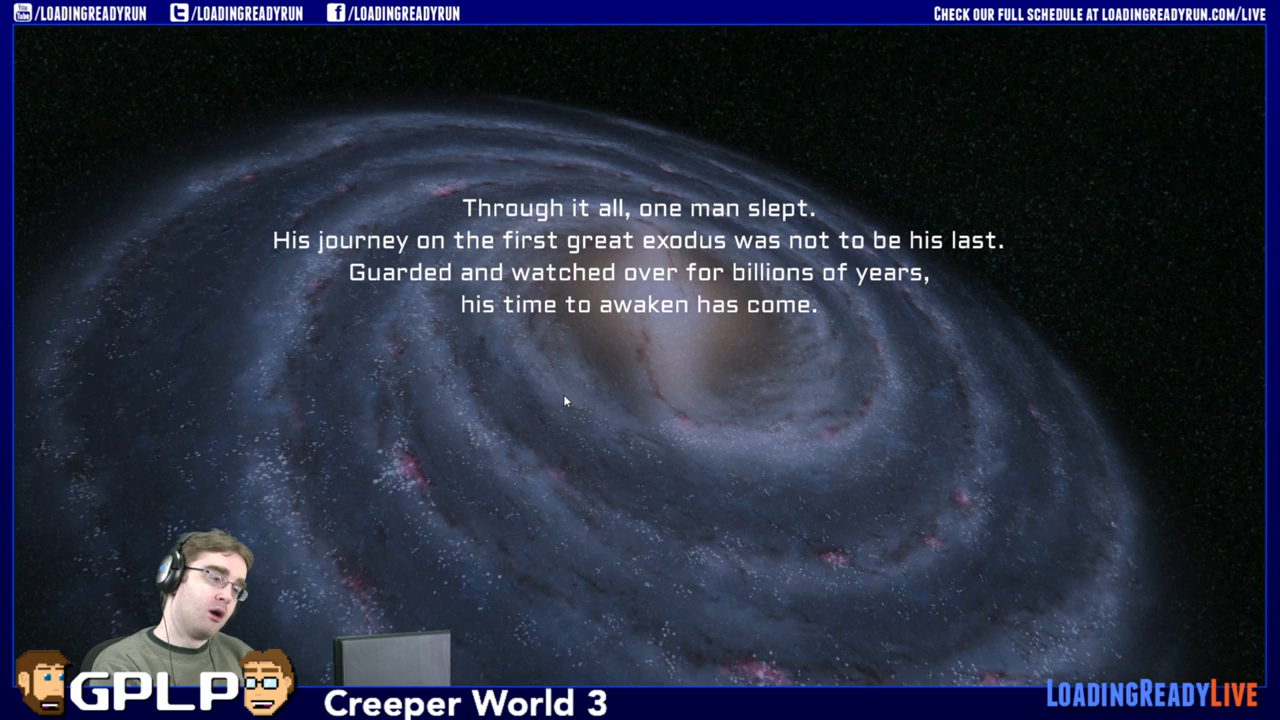 You Tube /LOADINGREADYRUN t /LOADINGREADYRUN f /LOADINGREADYRUN CHECK OUR FULL SCHEDULE AT LOADINGREADYRUN.COM/LIVE
Through it all, one man slept.
His journey on the first great exodus was not to be his last.
Guarded and watched over for billions of years,
his time to awaken has come.
GPLP Creeper World 3 LOADINGREADYLIVE